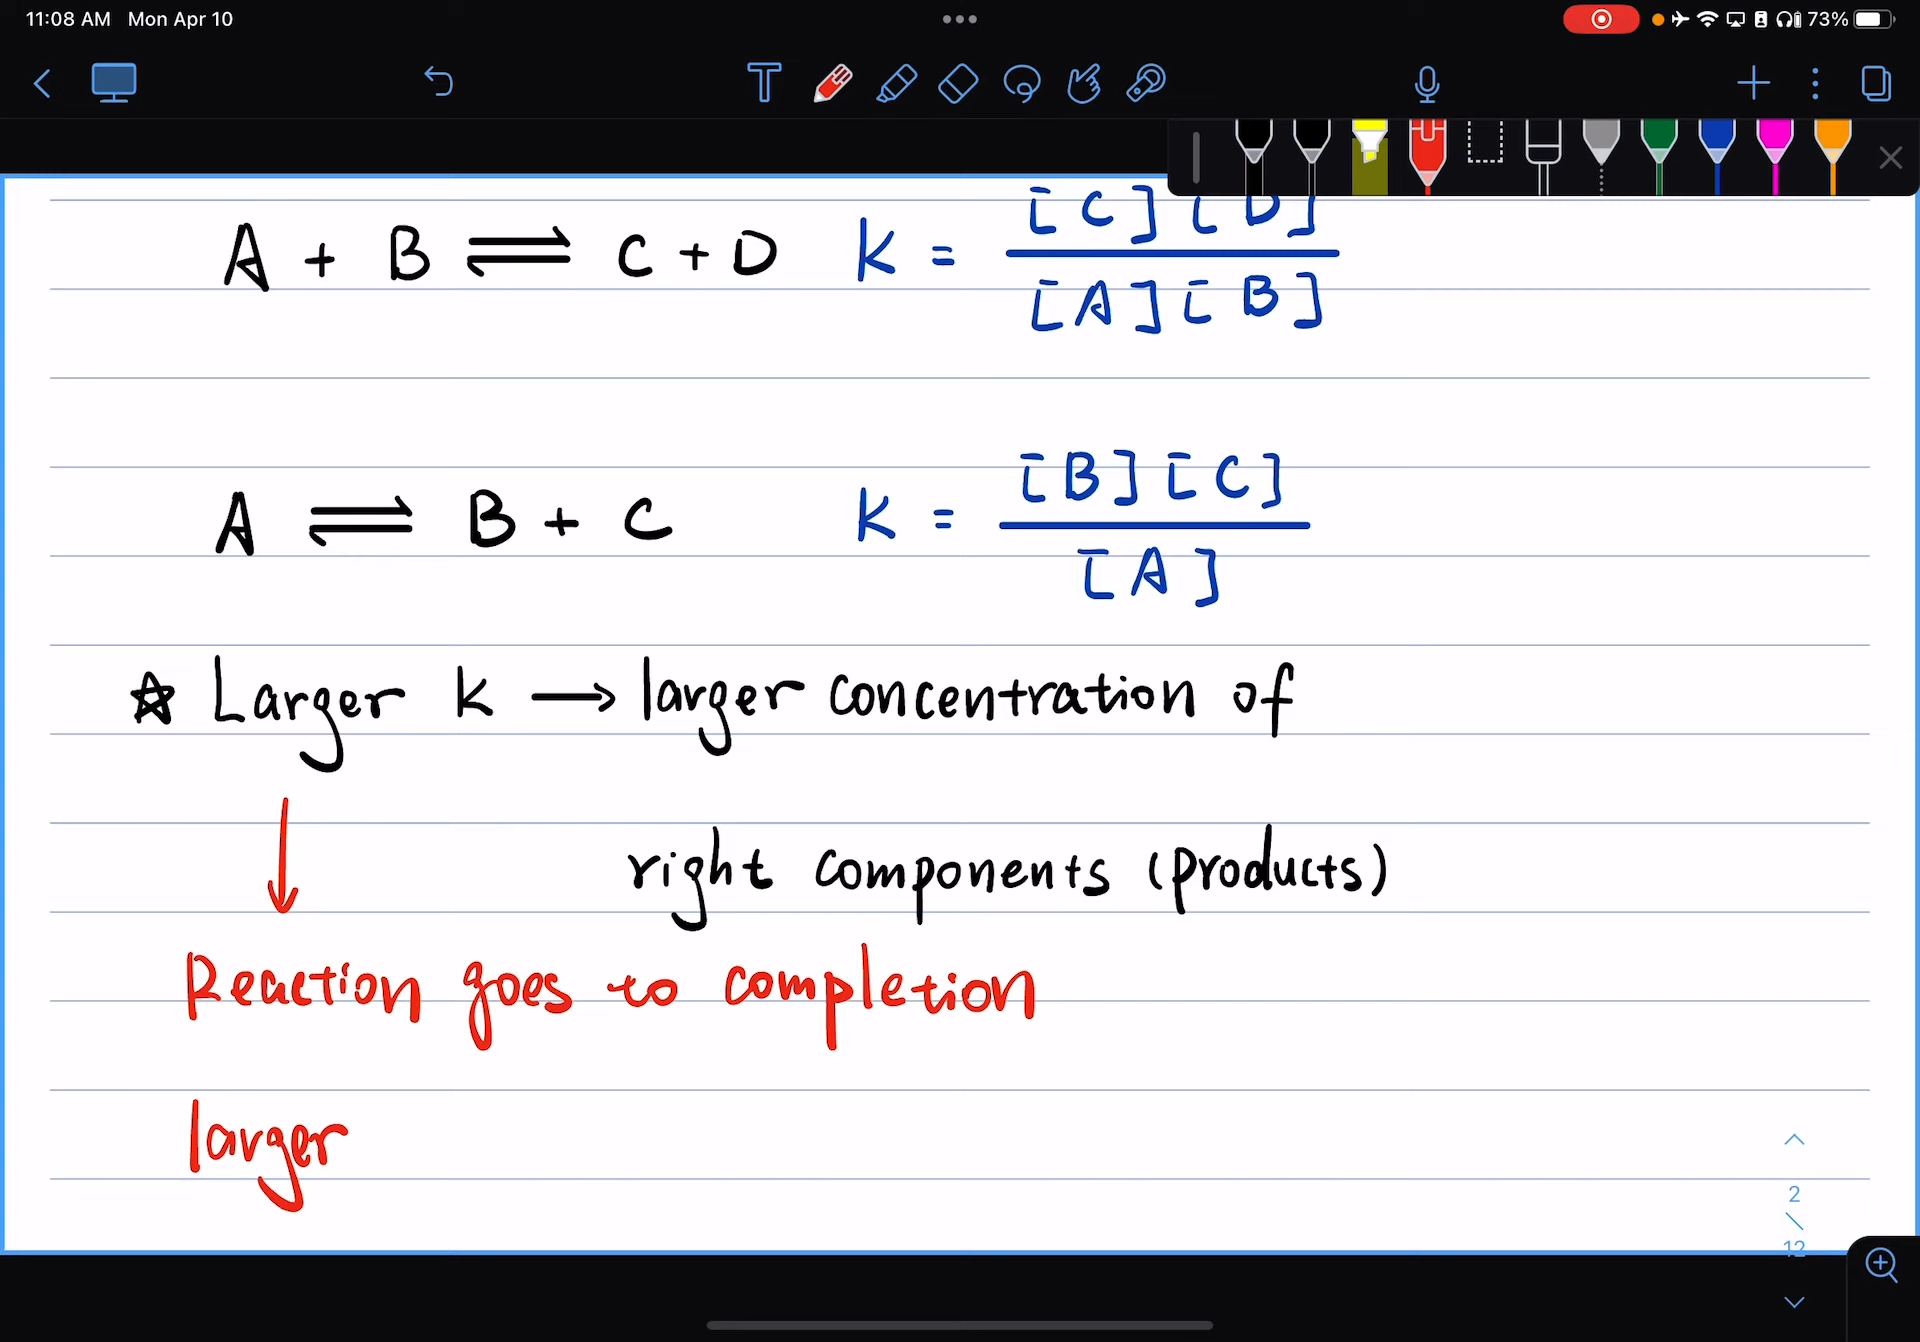 11:08 AM Mon Apr 10
73%
A + B ⇌ C + D K = [C][D] / [A][B]
A ⇌ B + C K = [B][C] / [A]
☆ Larger K → larger concentration of
right components (products)
Reaction goes to completion
larger
2
12